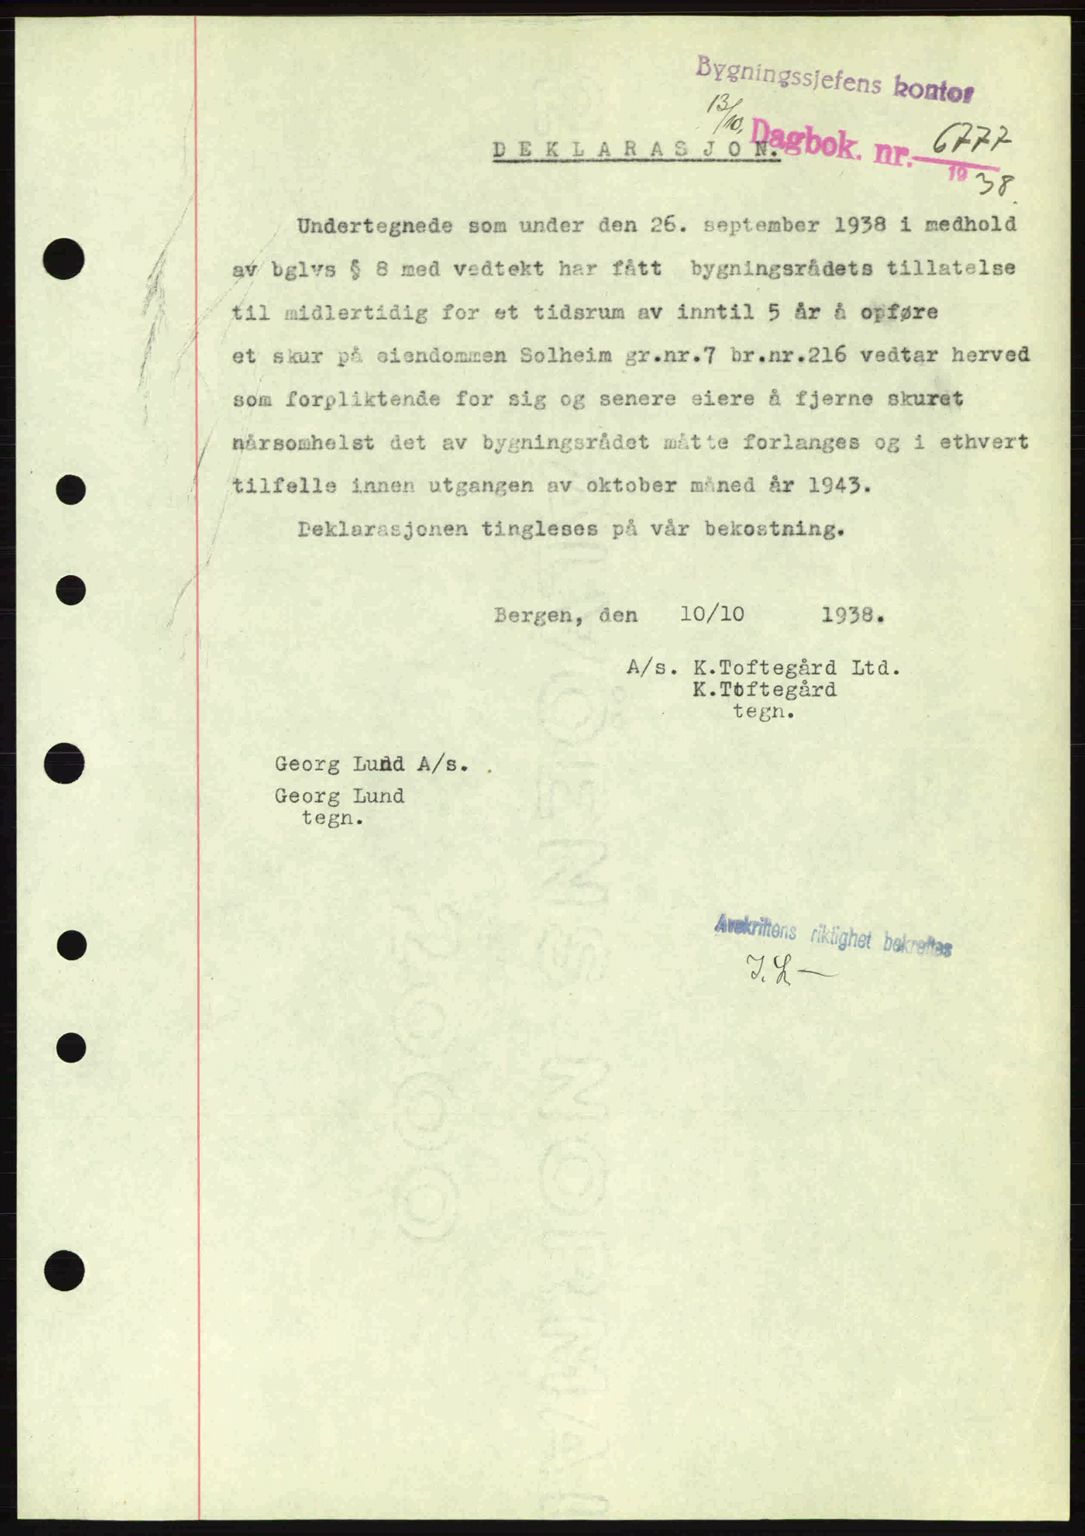 Bygningssjefens kontor
13/10.
Dagbok. nr. 6777
19 38.
DEKLARASJON.
Undertegnede som under den 26. september 1938 i medhold
av bglvs § 8 med vedtekt har fått bygningsrådets tillatelse
til midlertidig for et tidsrum av inntil 5 år å opføre
et skur på eiendommen Solheim gr.nr.7 br.nr.216 vedtar herved
som forpliktende for sig og senere eiere å fjerne skuret
nårsomhelst det av bygningsrådet måtte forlanges og i ethvert
tilfelle innen utgangen av oktober måned år 1943.
Deklarasjonen tingleses på vår bekostning.
Bergen, den 10/10 1938.
A/s. K.Toftegård Ltd.
K.Toftegård
tegn.
Georg Lund A/s.
Georg Lund
tegn.
Avskriftens riktighet bekreftes